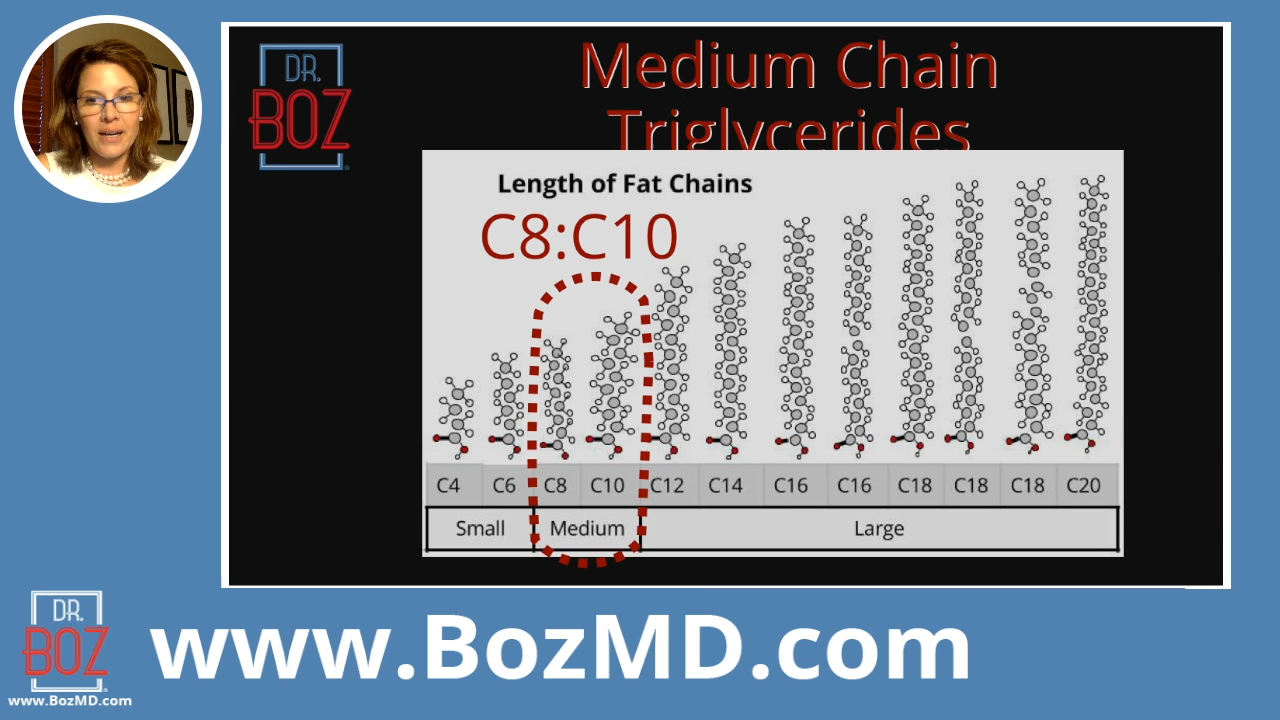 DR.
BOZ
Medium Chain
Triglycerides
Length of Fat Chains
C8:C10
C4 C6 C8 C10 C12 C14 C16 C16 C18 C18 C18 C20
Small Medium Large
DR.
BOZ
www.BozMD.com
www.BozMD.com